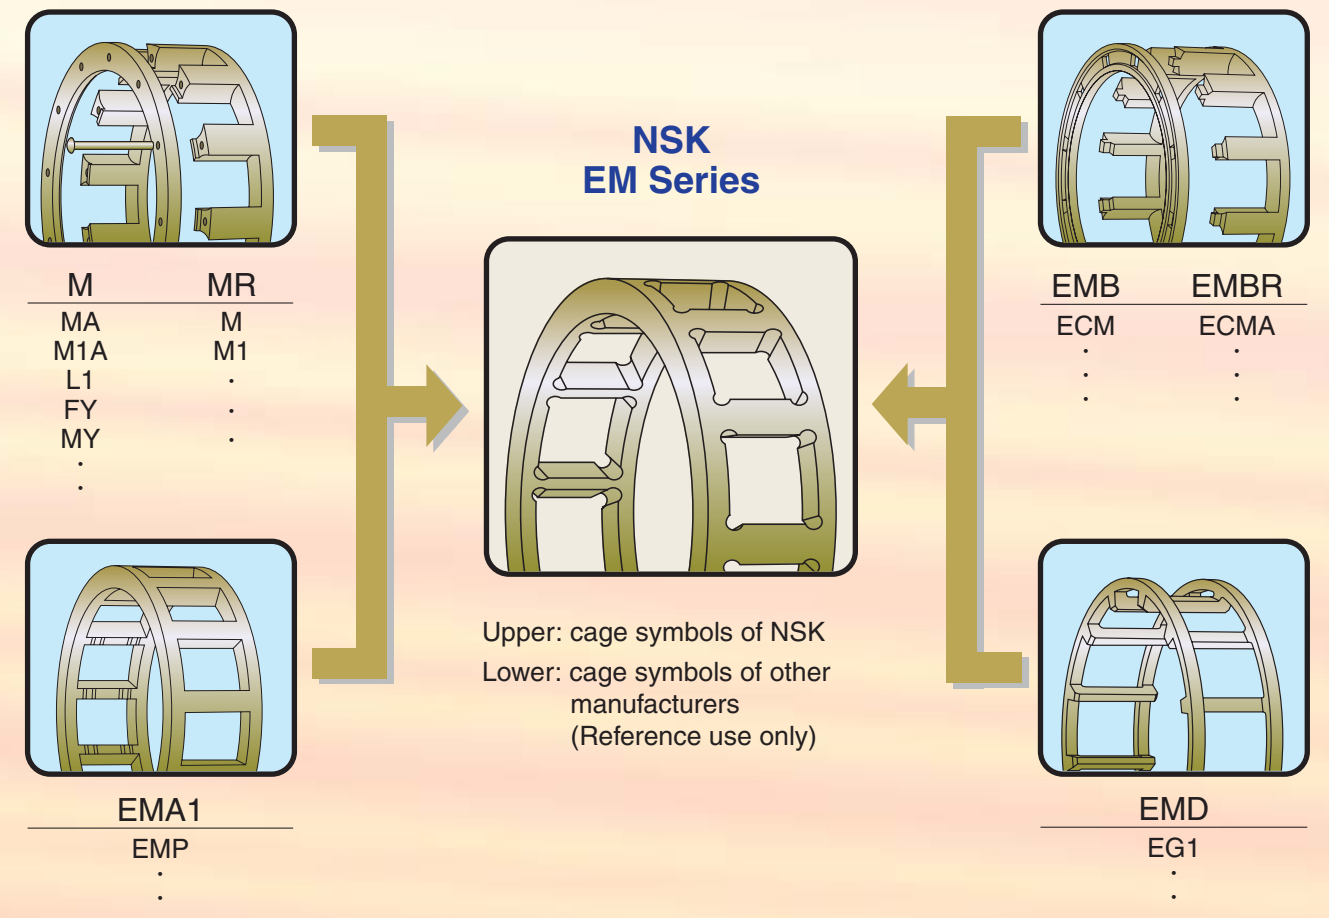 NSK
EM Series
M MR
MA M
M1A M1
L1 .
FY .
MY .
.
.
EMB EMBR
ECM ECMA
. .
. .
. .
Upper: cage symbols of NSK
Lower: cage symbols of other
manufacturers
(Reference use only)
EMA1
EMP
.
.
EMD
EG1
.
.